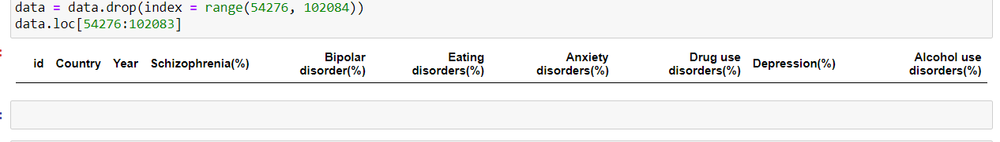 data = data.drop(index = range(54276, 102084))
data.loc[54276:102083]
id Country Year Schizophrenia(%) Bipolar disorder(%) Eating disorders(%) Anxiety disorders(%) Drug use disorders(%) Depression(%) Alcohol use disorders(%)